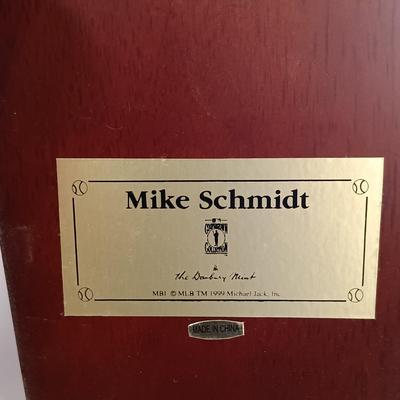 Mike Schmidt
The Danbury Mint
MBI © MLB TM 1999 Michael Jack, Inc.
MADE IN CHINA